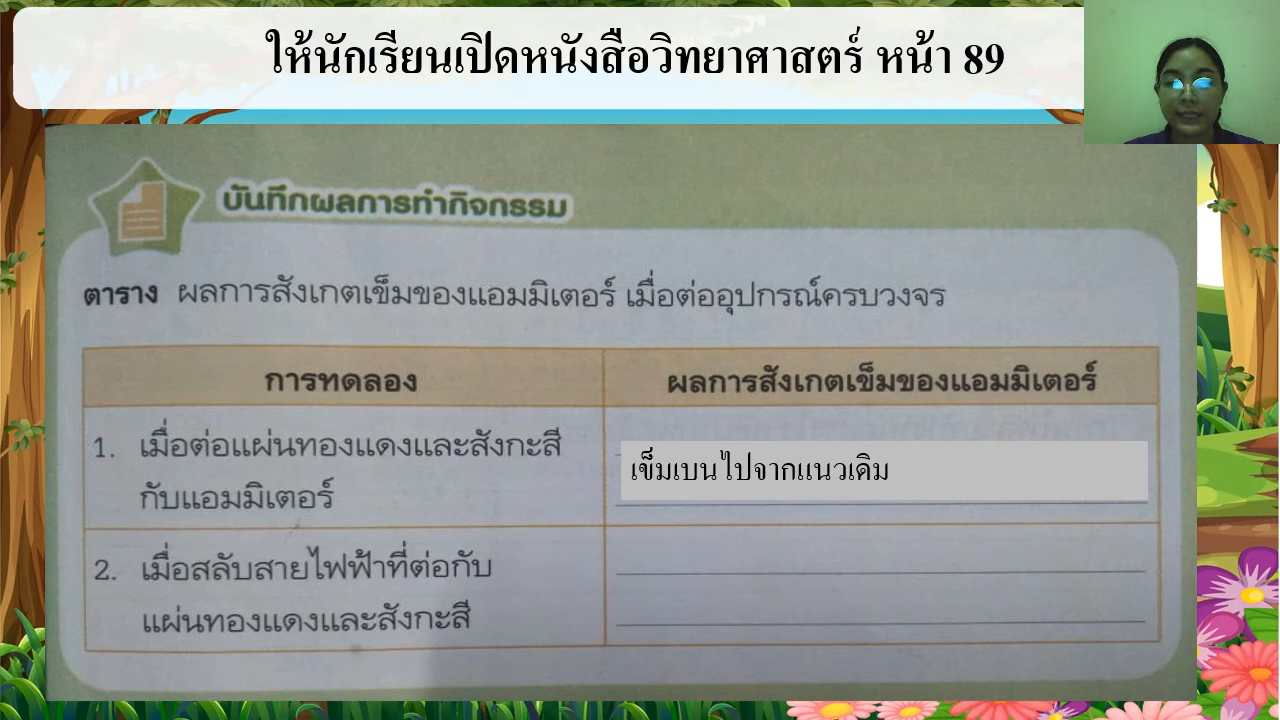 ให้นักเรียนเปิดหนังสือวิทยาศาสตร์ หน้า 89
บันทึกผลการทำกิจกรรม
ตาราง ผลการสังเกตเข็มของแอมมิเตอร์ เมื่อต่ออุปกรณ์ครบวงจร
การทดลอง
ผลการสังเกตเข็มของแอมมิเตอร์
1. เมื่อต่อแผ่นทองแดงและสังกะสี
กับแอมมิเตอร์
เข็มเบนไปจากแนวเดิม
2. เมื่อสลับสายไฟฟ้าที่ต่อกับ
แผ่นทองแดงและสังกะสี